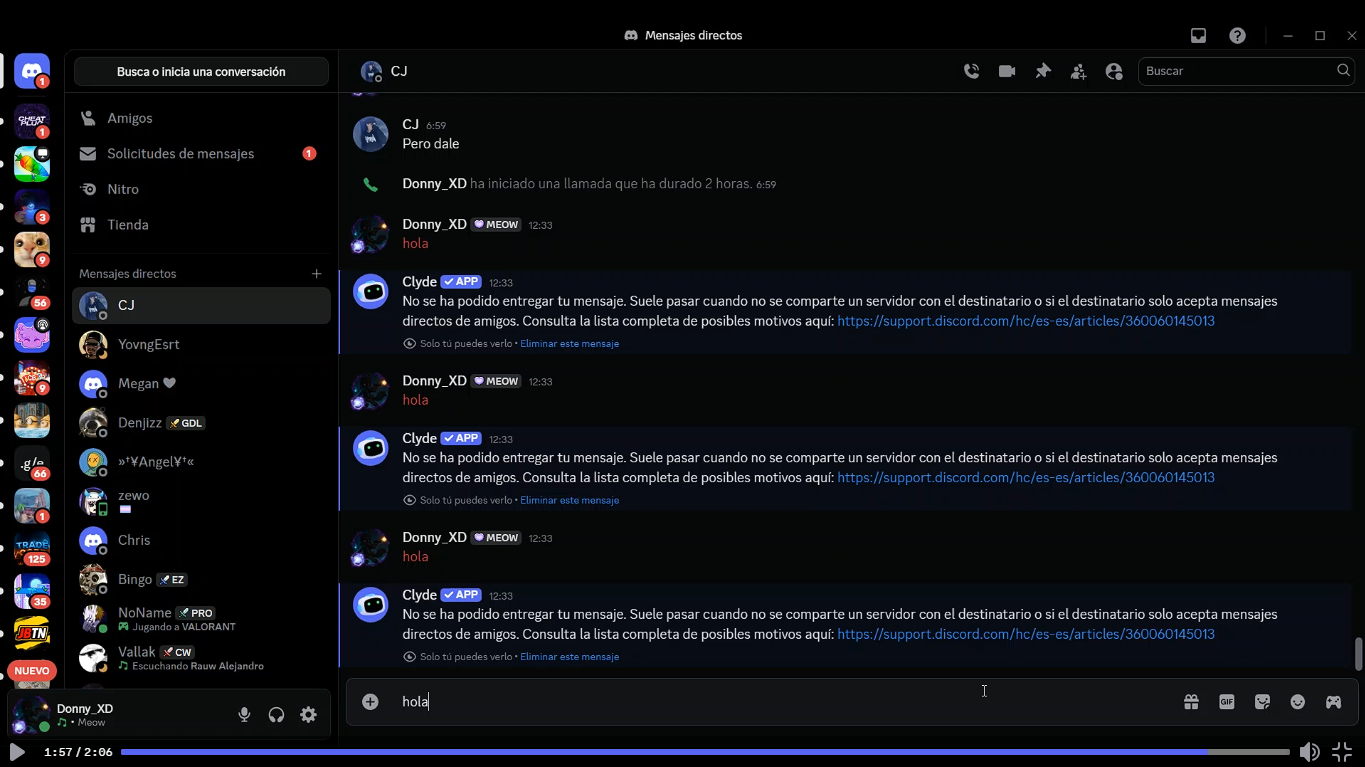 Mensajes directos
Busca o inicia una conversación
CJ
Buscar
1
CHEAT
1
3
9
56
9
.g/e
66
1
TRADE
125
35
JBTN
NUEVO
Amigos
Solicitudes de mensajes 1
Nitro
Tienda
Mensajes directos
CJ
YovngEsrt
Megan
Denjizz GDL
»†¥Angel¥†«
zewo
Chris
Bingo EZ
NoName PRO
Jugando a VALORANT
Vallak CW
Escuchando Rauw Alejandro
Donny_XD
• Meow
CJ 6:59
Pero dale
Donny_XD ha iniciado una llamada que ha durado 2 horas. 6:59
Donny_XD MEOW 12:33
hola
Clyde APP 12:33
No se ha podido entregar tu mensaje. Suele pasar cuando no se comparte un servidor con el destinatario o si el destinatario solo acepta mensajes
directos de amigos. Consulta la lista completa de posibles motivos aquí: https://support.discord.com/hc/es-es/articles/360060145013
Solo tú puedes verlo • Eliminar este mensaje
Donny_XD MEOW 12:33
hola
Clyde APP 12:33
No se ha podido entregar tu mensaje. Suele pasar cuando no se comparte un servidor con el destinatario o si el destinatario solo acepta mensajes
directos de amigos. Consulta la lista completa de posibles motivos aquí: https://support.discord.com/hc/es-es/articles/360060145013
Solo tú puedes verlo • Eliminar este mensaje
Donny_XD MEOW 12:33
hola
Clyde APP 12:33
No se ha podido entregar tu mensaje. Suele pasar cuando no se comparte un servidor con el destinatario o si el destinatario solo acepta mensajes
directos de amigos. Consulta la lista completa de posibles motivos aquí: https://support.discord.com/hc/es-es/articles/360060145013
Solo tú puedes verlo • Eliminar este mensaje
hola
GIF
1:57 / 2:06